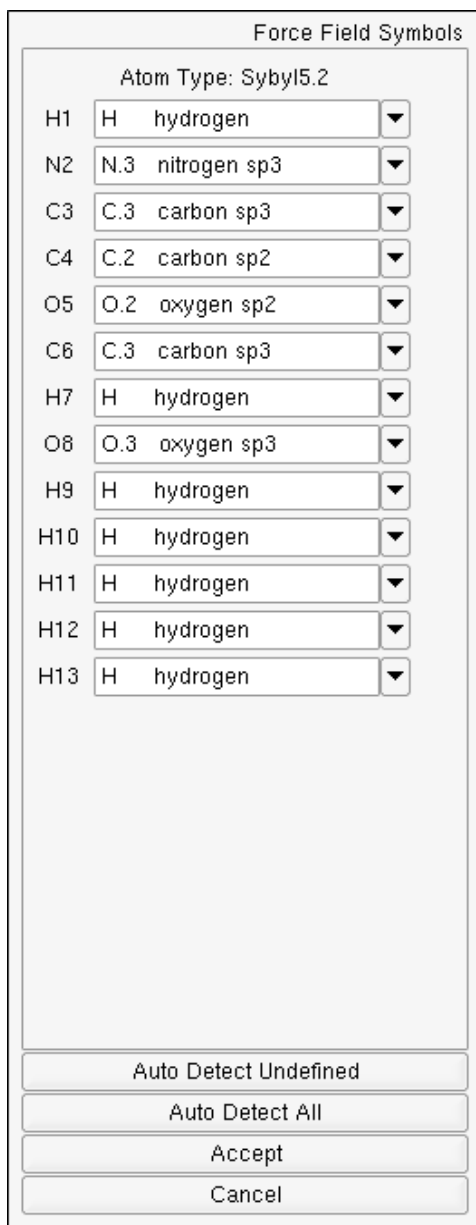 Force Field Symbols
Atom Type: Sybyl5.2
H1 H hydrogen
N2 N.3 nitrogen sp3
C3 C.3 carbon sp3
C4 C.2 carbon sp2
O5 O.2 oxygen sp2
C6 C.3 carbon sp3
H7 H hydrogen
O8 O.3 oxygen sp3
H9 H hydrogen
H10 H hydrogen
H11 H hydrogen
H12 H hydrogen
H13 H hydrogen
Auto Detect Undefined
Auto Detect All
Accept
Cancel